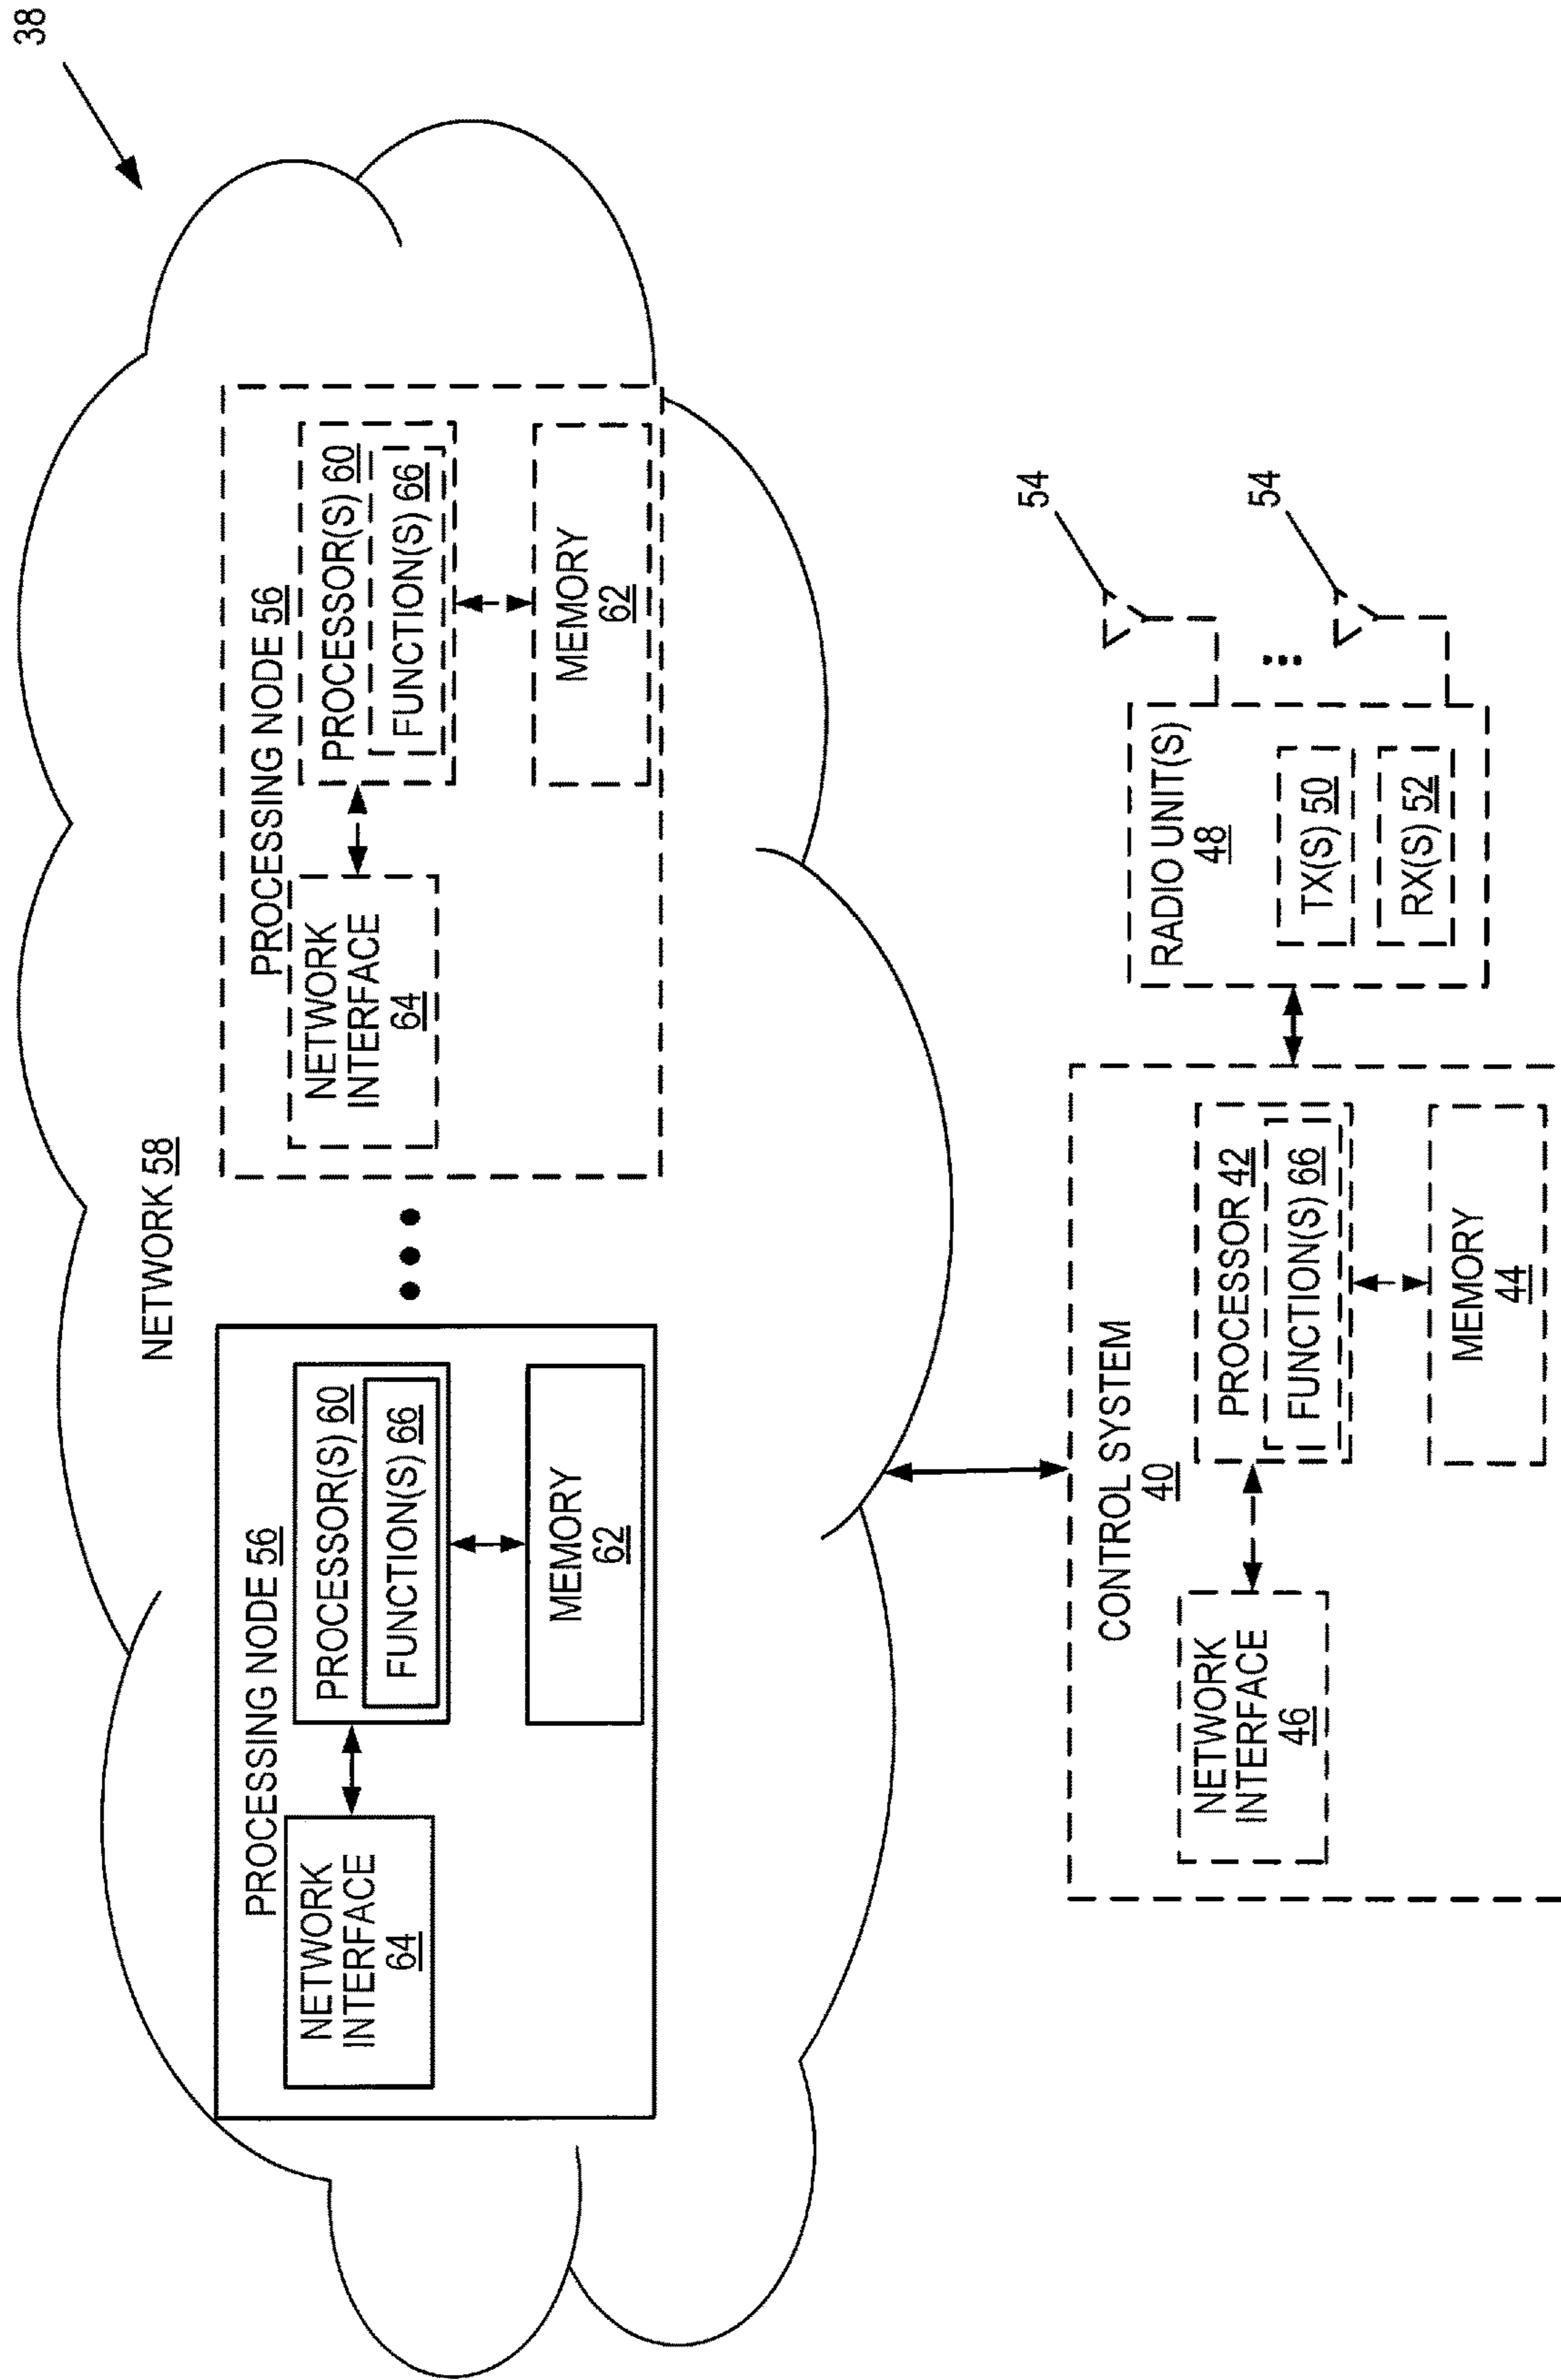 38
NETWORK 58
PROCESSING NODE 56
NETWORK
INTERFACE
64
PROCESSOR(S) 60
FUNCTION(S) 66
MEMORY
62
PROCESSING NODE 56
NETWORK
INTERFACE
64
PROCESSOR(S) 60
FUNCTION(S) 66
MEMORY
62
CONTROL SYSTEM
40
NETWORK
INTERFACE
46
PROCESSOR 42
FUNCTION(S) 66
MEMORY
44
RADIO UNIT(S)
48
TX(S) 50
RX(S) 52
54
54